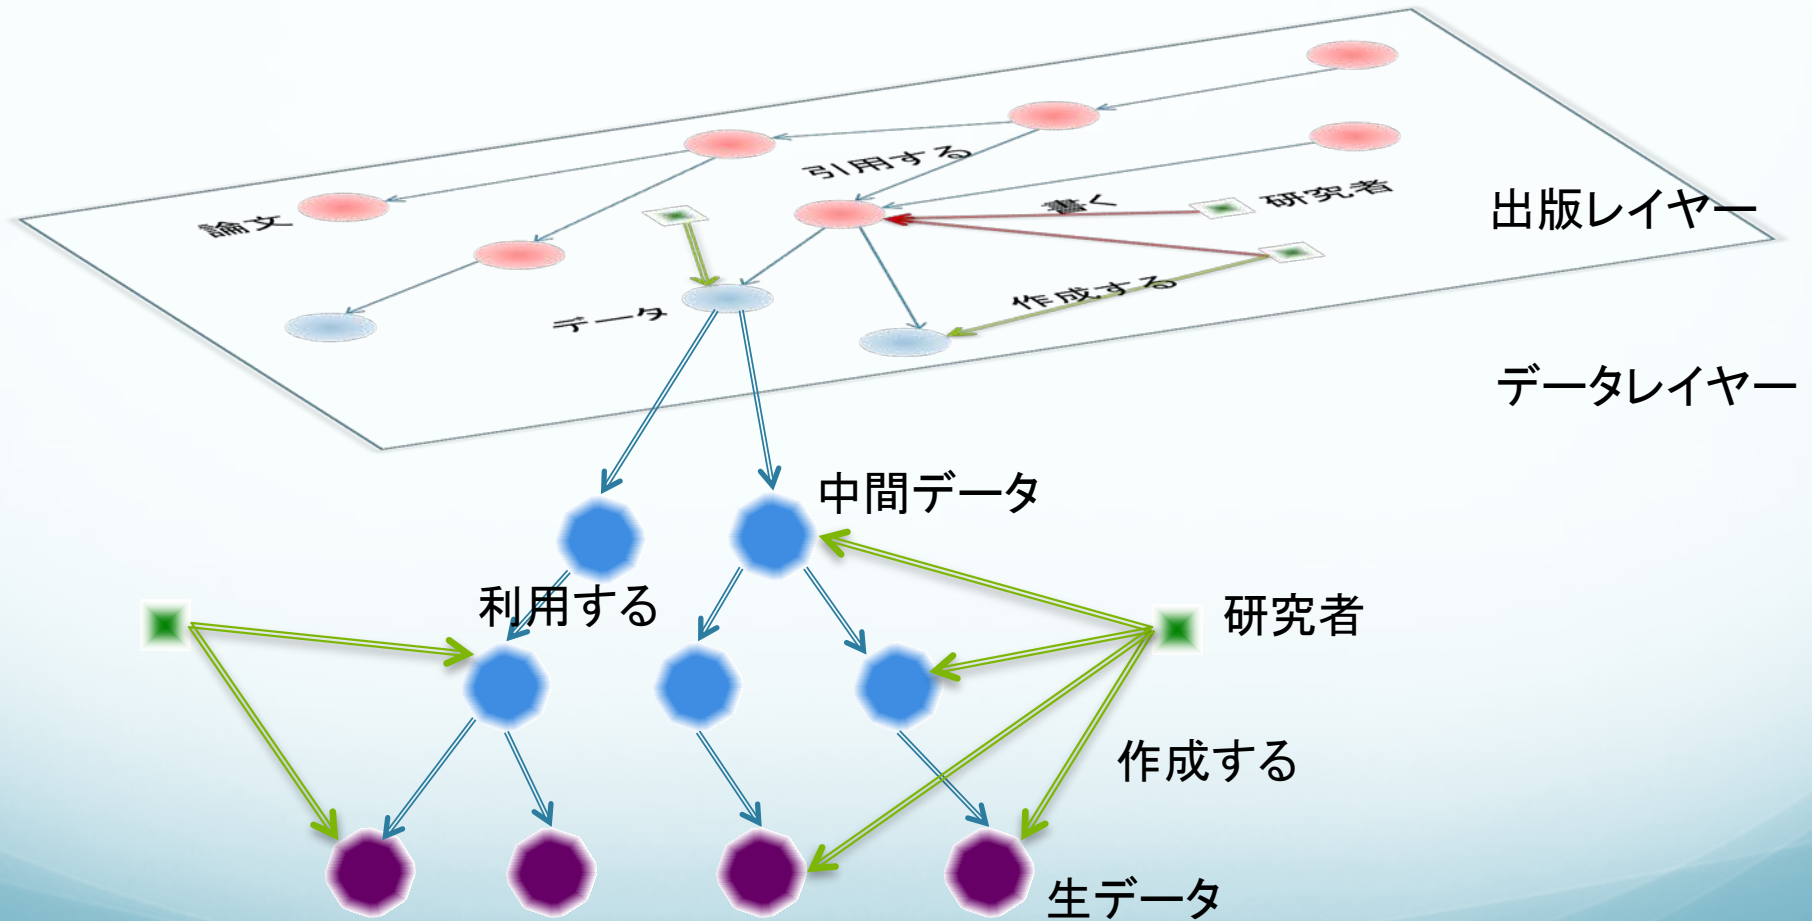 引用する
書く
研究者
論文
出版レイヤー
作成する
データ
データレイヤー
中間データ
利用する
研究者
作成する
生データ